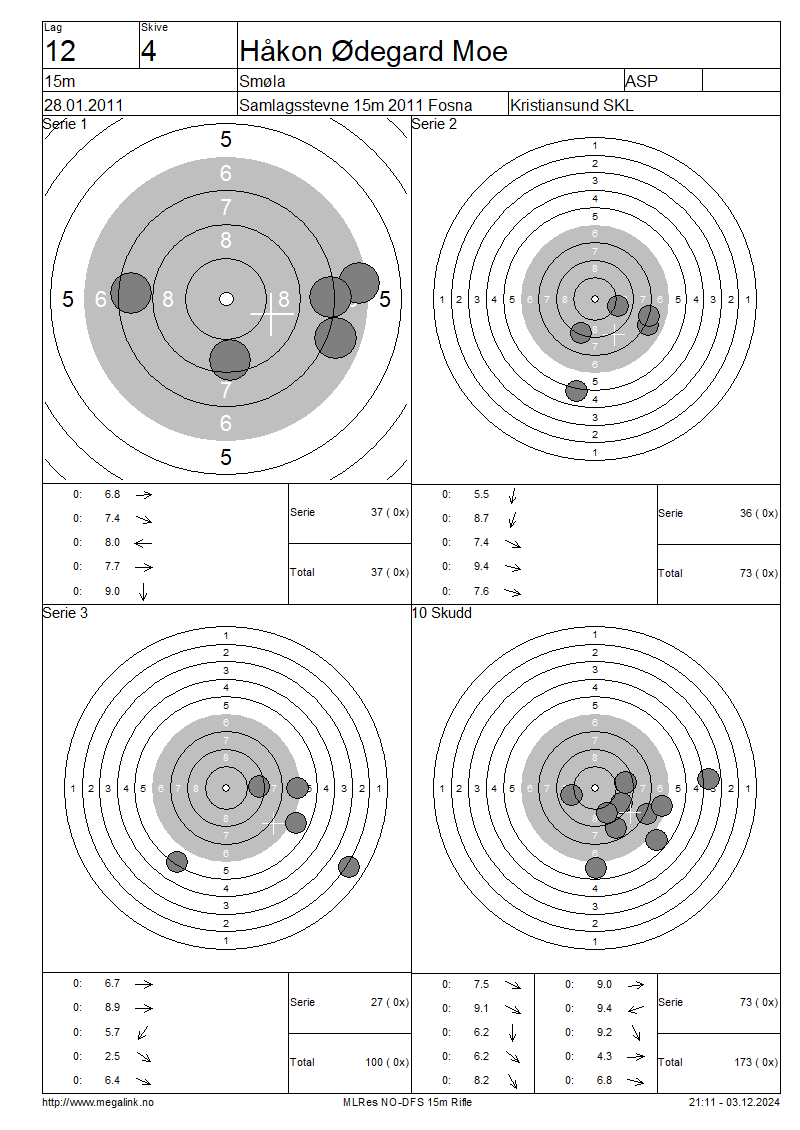 Lag Skive
12 4 Håkon Ødegard Moe
15m Smøla ASP
28.01.2011 Samlagsstevne 15m 2011 Fosna Kristiansund SKL
Serie 1
5
6
7
8
5 6 8 8 5
7
6
5
Serie 2
1
2
3
4
5
6
7
8
1 2 3 4 5 6 7 8 7 6 5 4 3 2 1
8
7
6
5
4
3
2
1
0: 6.8
0: 7.4
0: 8.0
0: 7.7
0: 9.0
Serie 37 ( 0x)
Total 37 ( 0x)
0: 5.5
0: 8.7
0: 7.4
0: 9.4
0: 7.6
Serie 36 ( 0x)
Total 73 ( 0x)
Serie 3
1
2
3
4
5
6
7
8
1 2 3 4 5 6 7 8 7 5 4 3 2 1
8
7
6
5
4
3
2
1
10 Skudd
1
2
3
4
5
6
7
8
1 2 3 4 5 6 7 8 7 6 5 4 3 2 1
8
7
6
4
3
2
1
0: 6.7
0: 8.9
0: 5.7
0: 2.5
0: 6.4
Serie 27 ( 0x)
Total 100 ( 0x)
0: 7.5 0: 9.0
0: 9.1 0: 9.4
0: 6.2 0: 9.2
0: 6.2 0: 4.3
0: 8.2 0: 6.8
Serie 73 ( 0x)
Total 173 ( 0x)
http://www.megalink.no MLRes NO-DFS 15m Rifle 21:11 - 03.12.2024